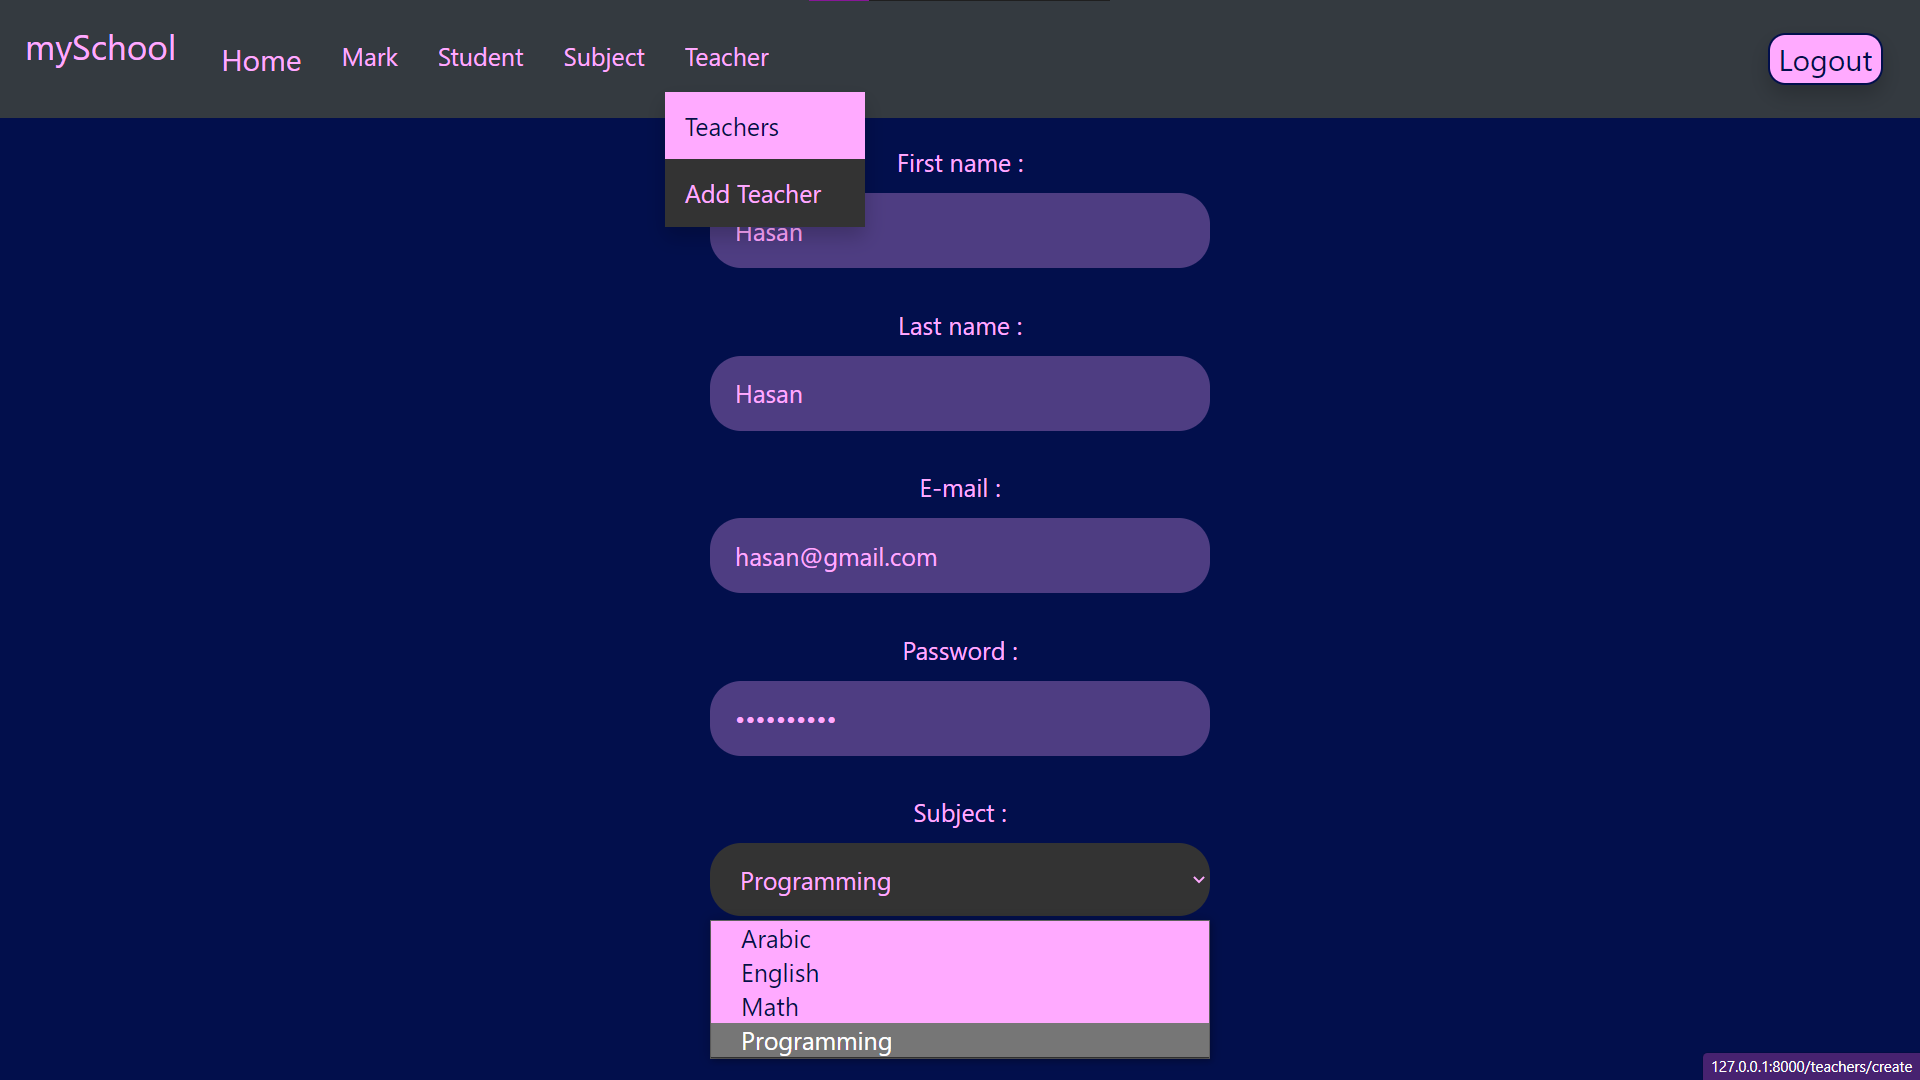 mySchool
Home
Mark
Student
Subject
Teacher
Logout
Teachers
Add Teacher
First name :
Hasan
Last name :
Hasan
E-mail :
hasan@gmail.com
Password :
••••••••••
Subject :
Programming
Arabic
English
Math
Programming
127.0.0.1:8000/teachers/create